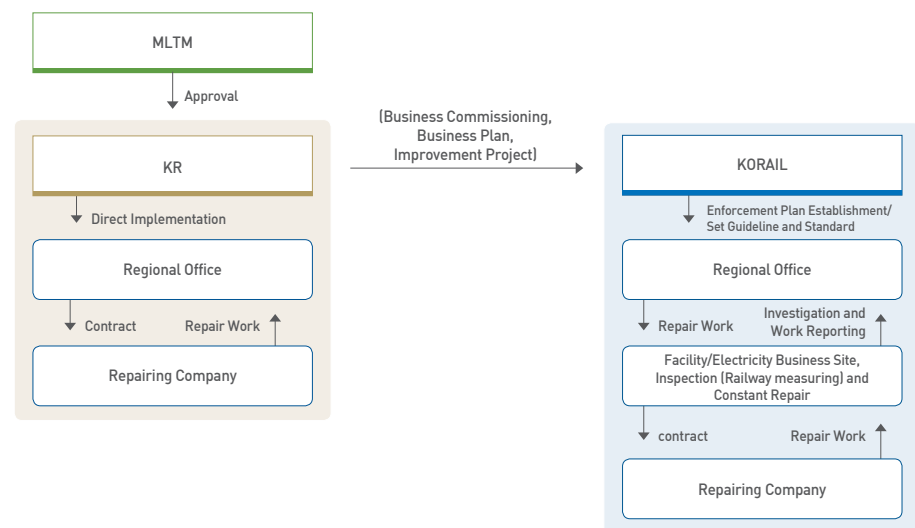 MLTM
Approval
KR
Direct Implementation
Regional Office
Contract
Repair Work
Repairing Company
(Business Commissioning,
Business Plan,
Improvement Project)
KORAIL
Enforcement Plan Establishment/
Set Guideline and Standard
Regional Office
Repair Work
Investigation and
Work Reporting
Facility/Electricity Business Site,
Inspection (Railway measuring) and
Constant Repair
contract
Repair Work
Repairing Company